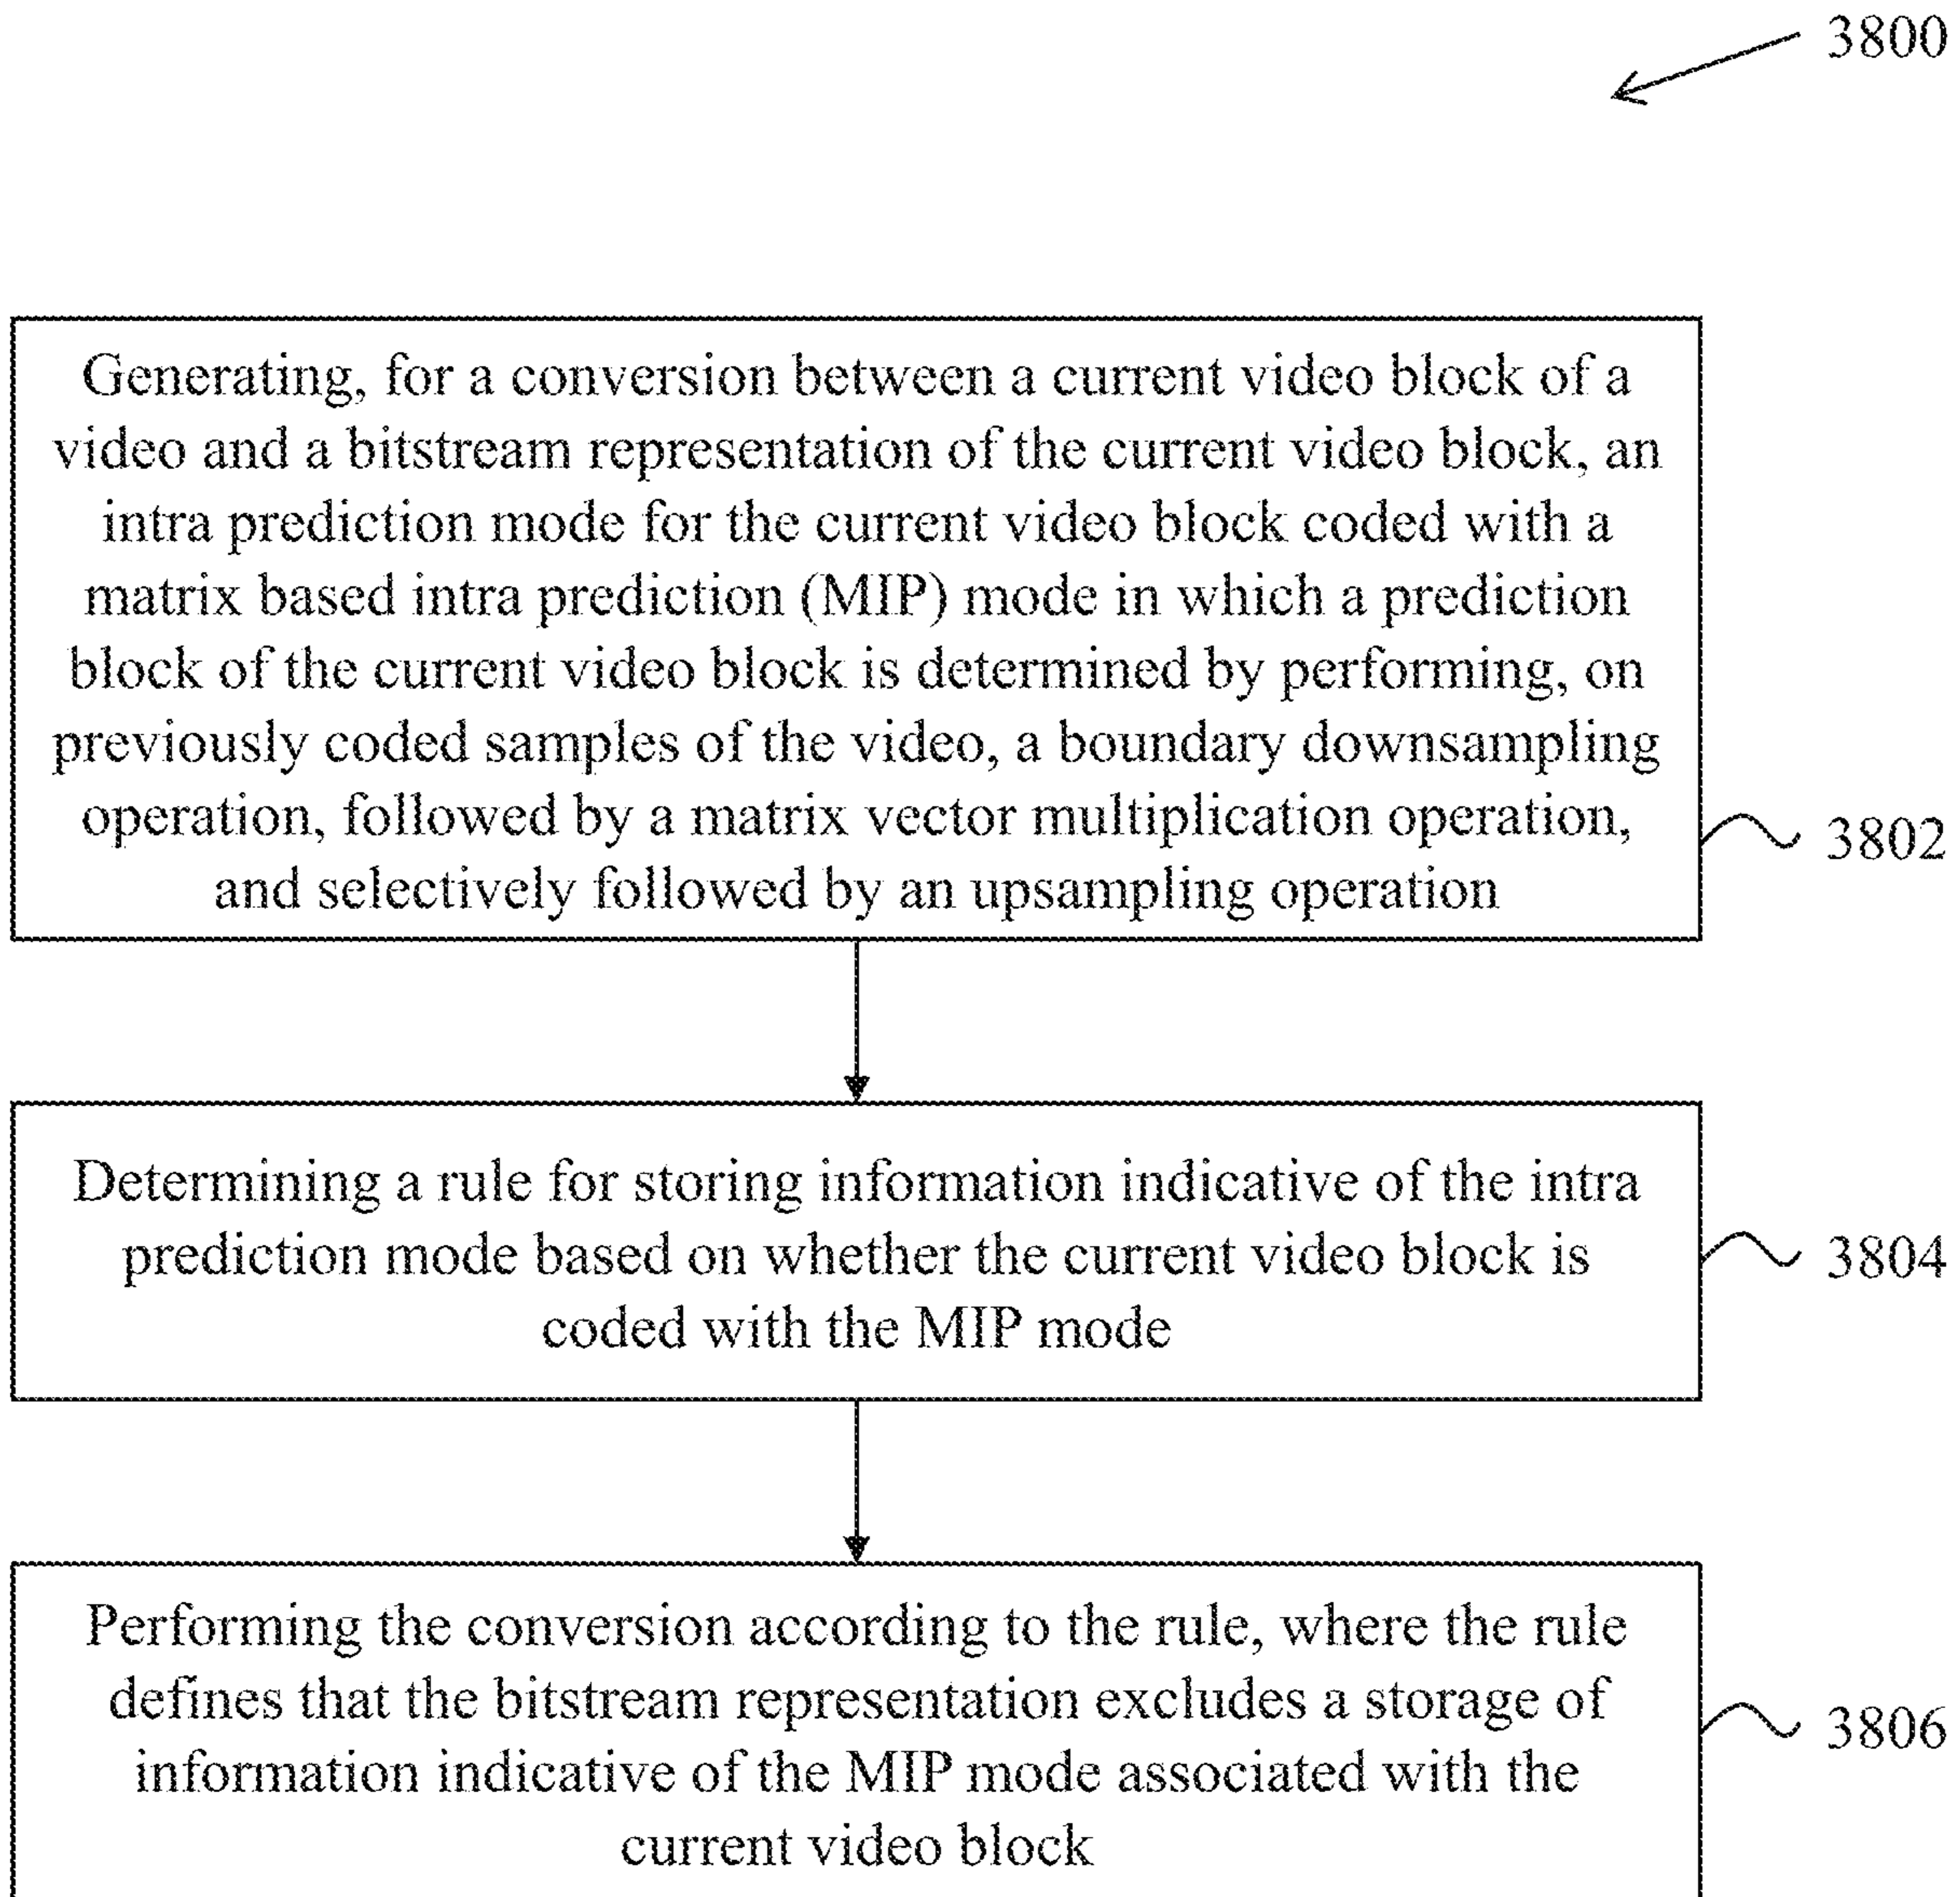 3800
Generating, for a conversion between a current video block of a
video and a bitstream representation of the current video block, an
intra prediction mode for the current video block coded with a
matrix based intra prediction (MIP) mode in which a prediction
block of the current video block is determined by performing, on
previously coded samples of the video, a boundary downsampling
operation, followed by a matrix vector multiplication operation,
and selectively followed by an upsampling operation
3802
Determining a rule for storing information indicative of the intra
prediction mode based on whether the current video block is
coded with the MIP mode
3804
Performing the conversion according to the rule, where the rule
defines that the bitstream representation excludes a storage of
information indicative of the MIP mode associated with the
current video block
3806